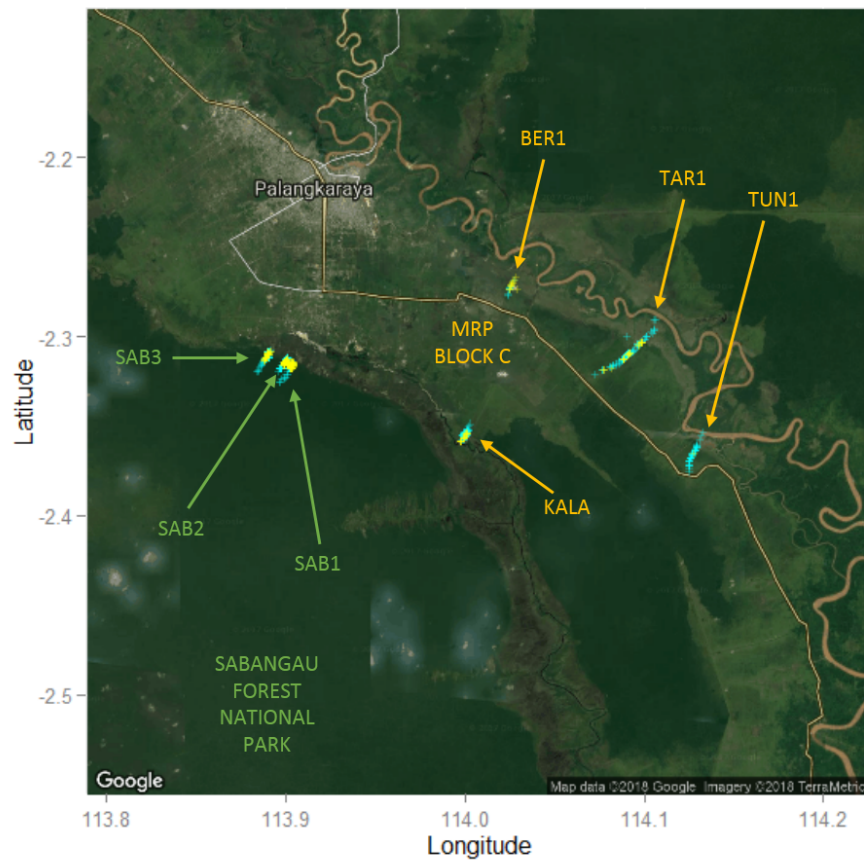 BER1
-2.2
TAR1
Palangkaraya
TUN1
-2.3
MRP
BLOCK C
SAB3
Latitude
-2.4
KALA
SAB2
SAB1
SABANGAU
FOREST
NATIONAL
PARK
-2.5
Google
Map data ©2018 Google Imagery ©2018 TerraMetric
113.8 113.9 114.0 114.1 114.2
Longitude